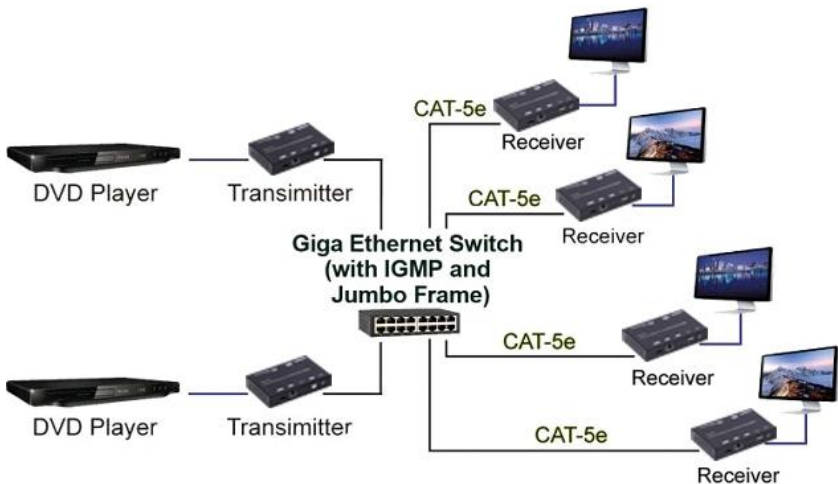 CAT-5e
Receiver
DVD Player
Transimitter
CAT-5e
Receiver
Giga Ethernet Switch
(with IGMP and
Jumbo Frame)
CAT-5e
Receiver
DVD Player
Transimitter
CAT-5e
Receiver